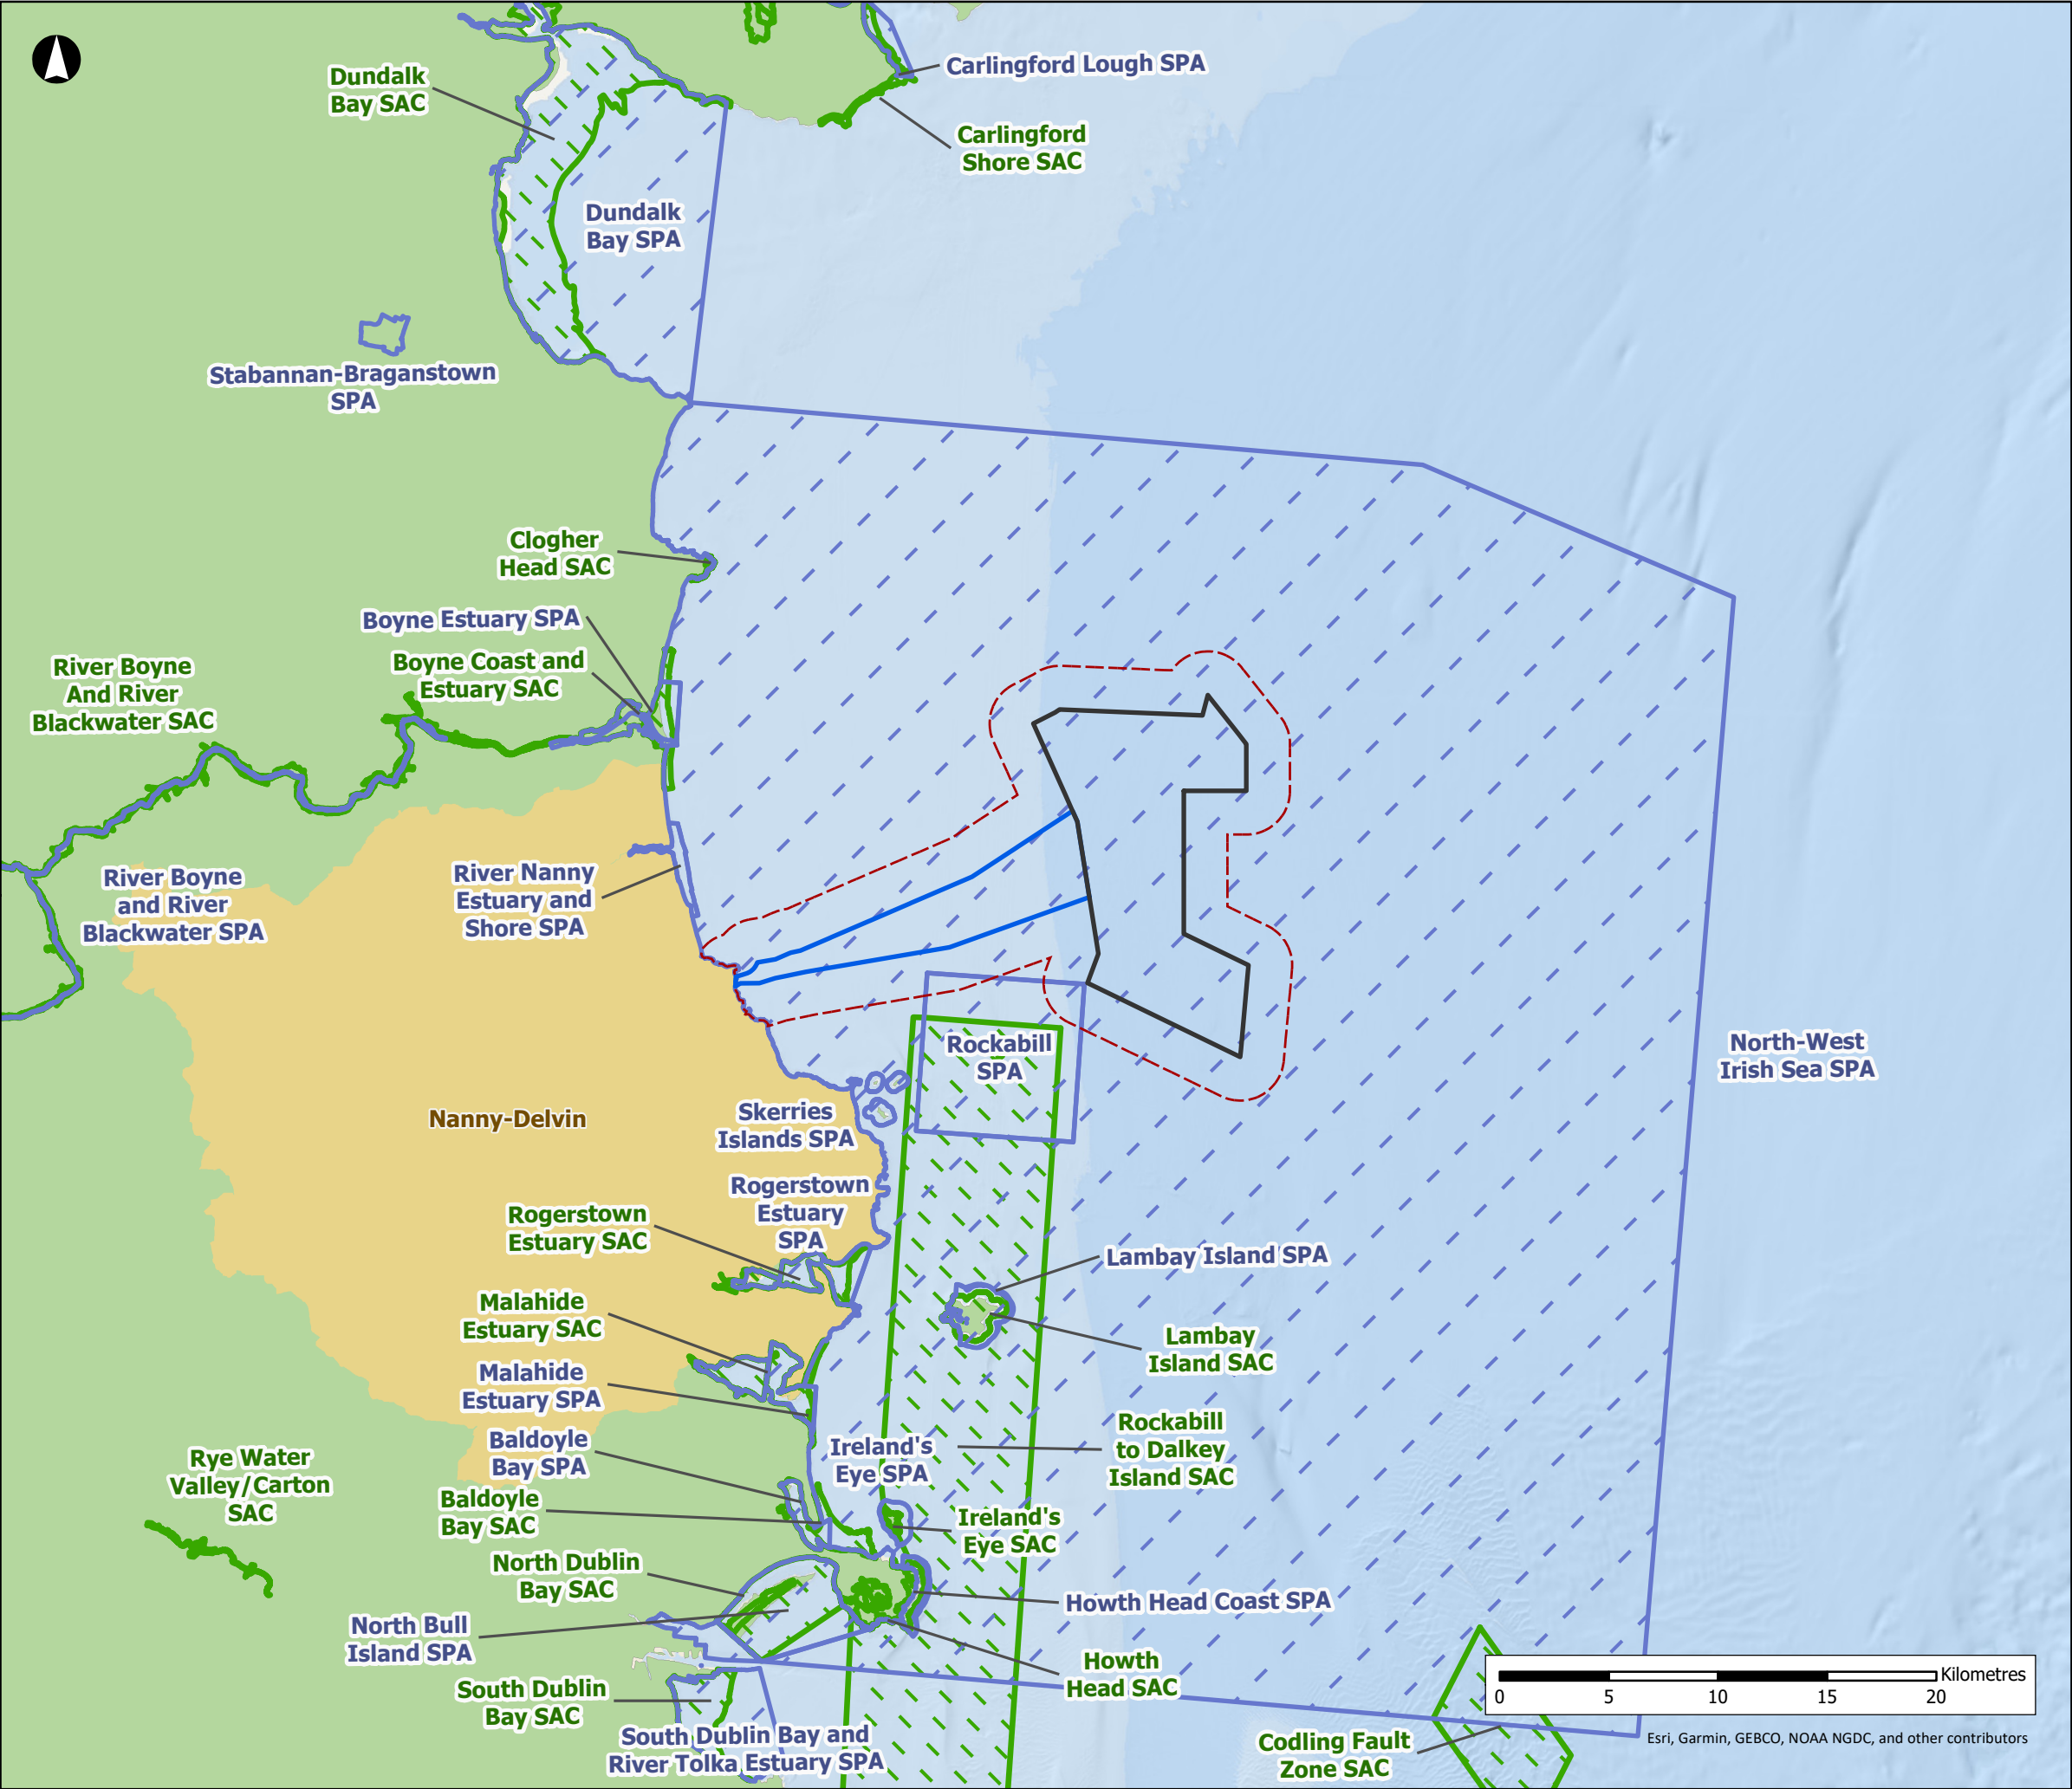 Carlingford Lough SPA
Dundalk
Bay SAC
Carlingford
Shore SAC
Dundalk
Bay SPA
Stabannan-Braganstown
SPA
Clogher
Head SAC
Boyne Estuary SPA
Boyne Coast and
Estuary SAC
River Boyne
And River
Blackwater SAC
River Boyne
and River
Blackwater SPA
River Nanny
Estuary and
Shore SPA
Rockabill
SPA
North-West
Irish Sea SPA
Nanny-Delvin
Skerries
Islands SPA
Rogerstown
Estuary
SPA
Rogerstown
Estuary SAC
Lambay Island SPA
Malahide
Estuary SAC
Lambay
Island SAC
Malahide
Estuary SPA
Rockabill
to Dalkey
Island SAC
Baldoyle
Bay SPA
Ireland's
Eye SPA
Rye Water
Valley/Carton
SAC
Baldoyle
Bay SAC
Ireland's
Eye SAC
North Dublin
Bay SAC
Howth Head Coast SPA
North Bull
Island SPA
Howth
Head SAC
South Dublin
Bay SAC
South Dublin Bay and
River Tolka Estuary SPA
Codling Fault
Zone SAC
Kilometres
0 5 10 15 20
Esri, Garmin, GEBCO, NOAA NGDC, and other contributors